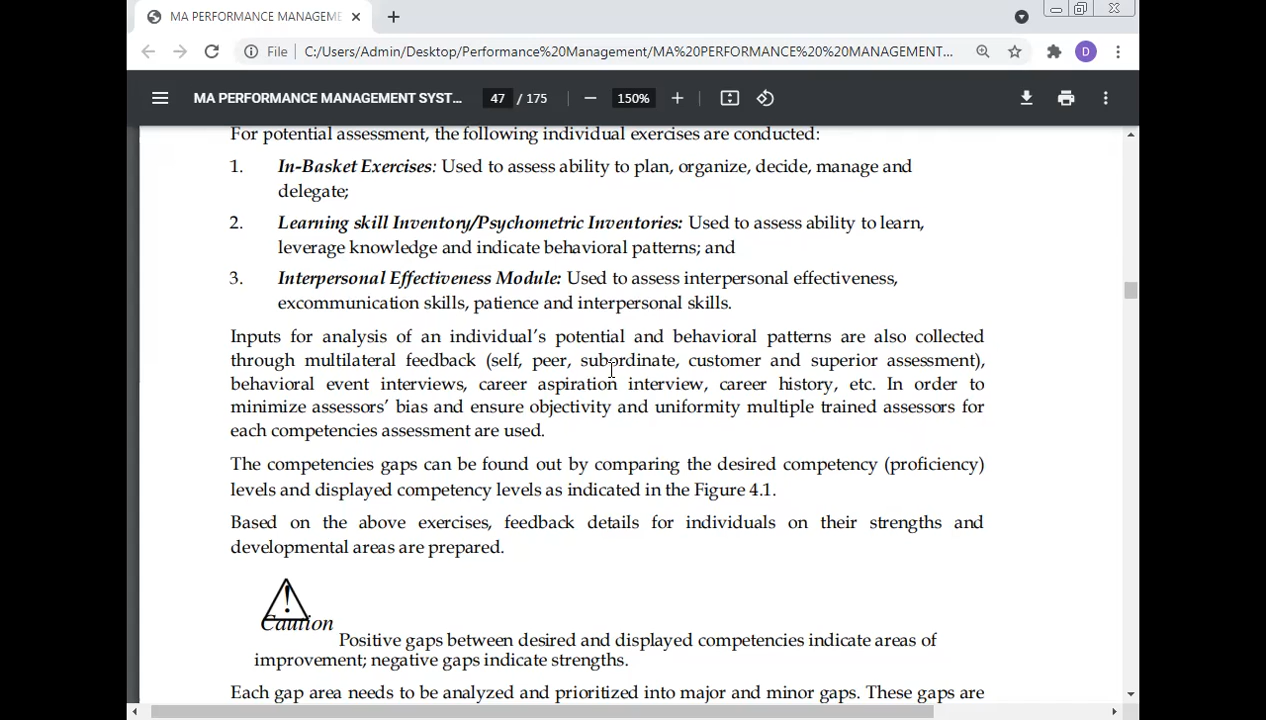 MA PERFORMANCE MANAGEME
File C:/Users/Admin/Desktop/Performance%20Management/MA%20PERFORMANCE%20%20MANAGEMENT...
D
MA PERFORMANCE MANAGEMENT SYST... 47 / 175 150%
For potential assessment, the following individual exercises are conducted:
1. In-Basket Exercises: Used to assess ability to plan, organize, decide, manage and
delegate;
2. Learning skill Inventory/Psychometric Inventories: Used to assess ability to learn,
leverage knowledge and indicate behavioral patterns; and
3. Interpersonal Effectiveness Module: Used to assess interpersonal effectiveness,
excommunication skills, patience and interpersonal skills.
Inputs for analysis of an individual's potential and behavioral patterns are also collected
through multilateral feedback (self, peer, subordinate, customer and superior assessment),
behavioral event interviews, career aspiration interview, career history, etc. In order to
minimize assessors' bias and ensure objectivity and uniformity multiple trained assessors for
each competencies assessment are used.
The competencies gaps can be found out by comparing the desired competency (proficiency)
levels and displayed competency levels as indicated in the Figure 4.1.
Based on the above exercises, feedback details for individuals on their strengths and
developmental areas are prepared.
!
Caution
Positive gaps between desired and displayed competencies indicate areas of
improvement; negative gaps indicate strengths.
Each gap area needs to be analyzed and prioritized into major and minor gaps. These gaps are